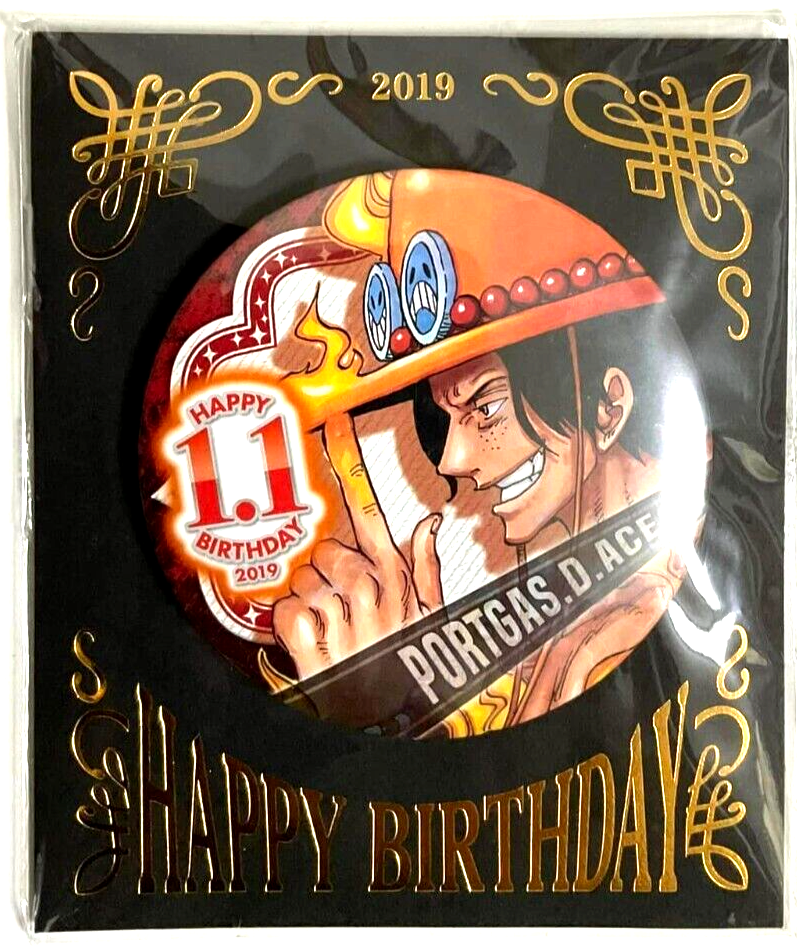 2019
HAPPY
1.1
BIRTHDAY
2019
PORTGAS.D.ACE
HAPPY BIRTHDAY